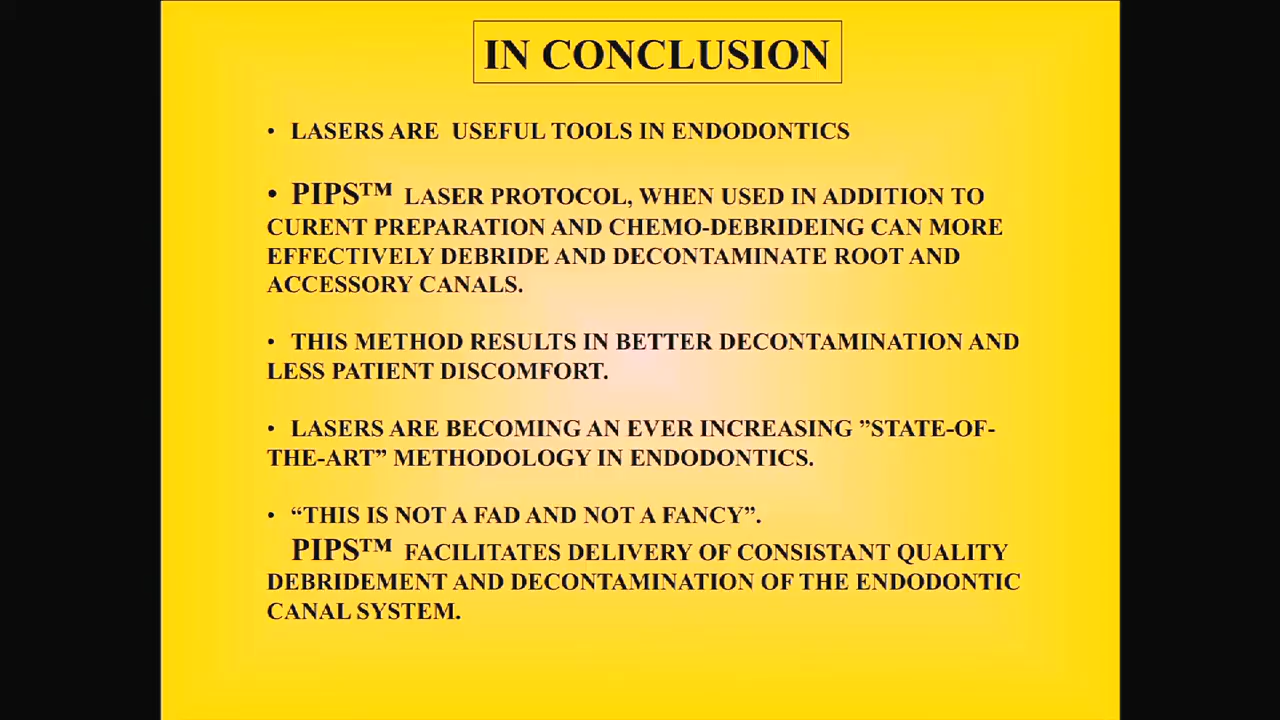 IN CONCLUSION
• LASERS ARE USEFUL TOOLS IN ENDODONTICS
• PIPS™ LASER PROTOCOL, WHEN USED IN ADDITION TO
CURENT PREPARATION AND CHEMO-DEBRIDEING CAN MORE
EFFECTIVELY DEBRIDE AND DECONTAMINATE ROOT AND
ACCESSORY CANALS.
• THIS METHOD RESULTS IN BETTER DECONTAMINATION AND
LESS PATIENT DISCOMFORT.
• LASERS ARE BECOMING AN EVER INCREASING ”STATE-OF-
THE-ART” METHODOLOGY IN ENDODONTICS.
• “THIS IS NOT A FAD AND NOT A FANCY”.
PIPS™ FACILITATES DELIVERY OF CONSISTANT QUALITY
DEBRIDEMENT AND DECONTAMINATION OF THE ENDODONTIC
CANAL SYSTEM.